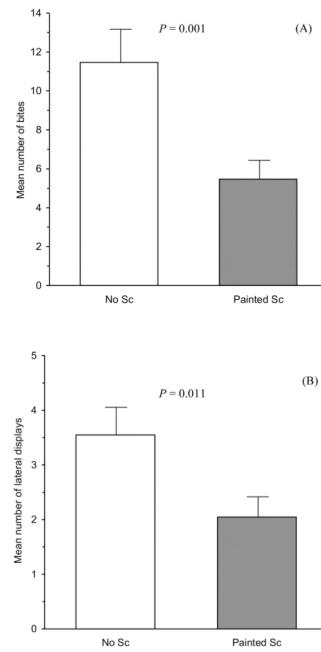 14
12
10
8
6
4
2
0
Mean number of bites
P = 0.001
(A)
No Sc
Painted Sc
5
4
3
2
1
0
Mean number of lateral displays
P = 0.011
(B)
No Sc
Painted Sc